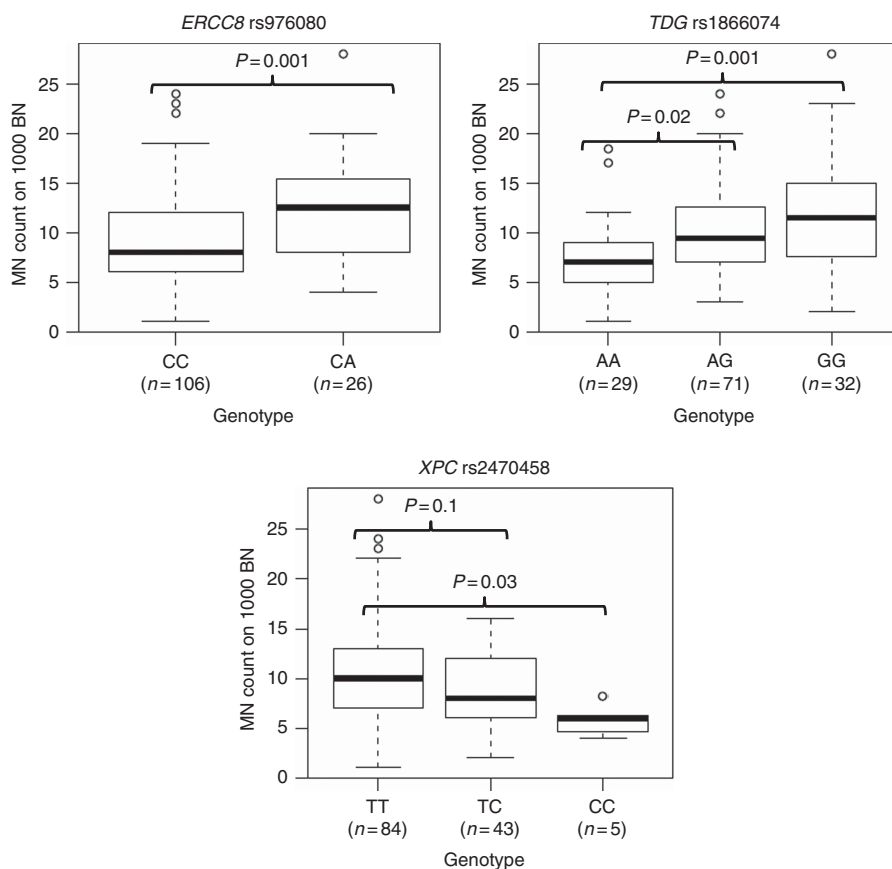 ERCC8 rs976080
MN count on 1000 BN
25
20
15
10
5
0
P=0.001
CC
(n=106)
CA
(n=26)
Genotype
TDG rs1866074
MN count on 1000 BN
25
20
15
10
5
0
P=0.001
P=0.02
AA
(n=29)
AG
(n=71)
GG
(n=32)
Genotype
XPC rs2470458
MN count on 1000 BN
25
20
15
10
5
0
P=0.1
P=0.03
TT
(n=84)
TC
(n=43)
CC
(n=5)
Genotype